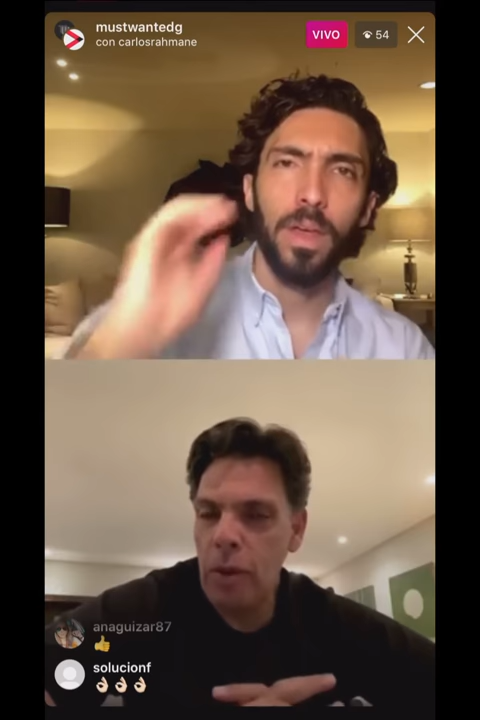 mustwantedg
con carlosrahmane
VIVO
54
anaguizar87
👍
solucionf
👌🏻👌🏻👌🏻